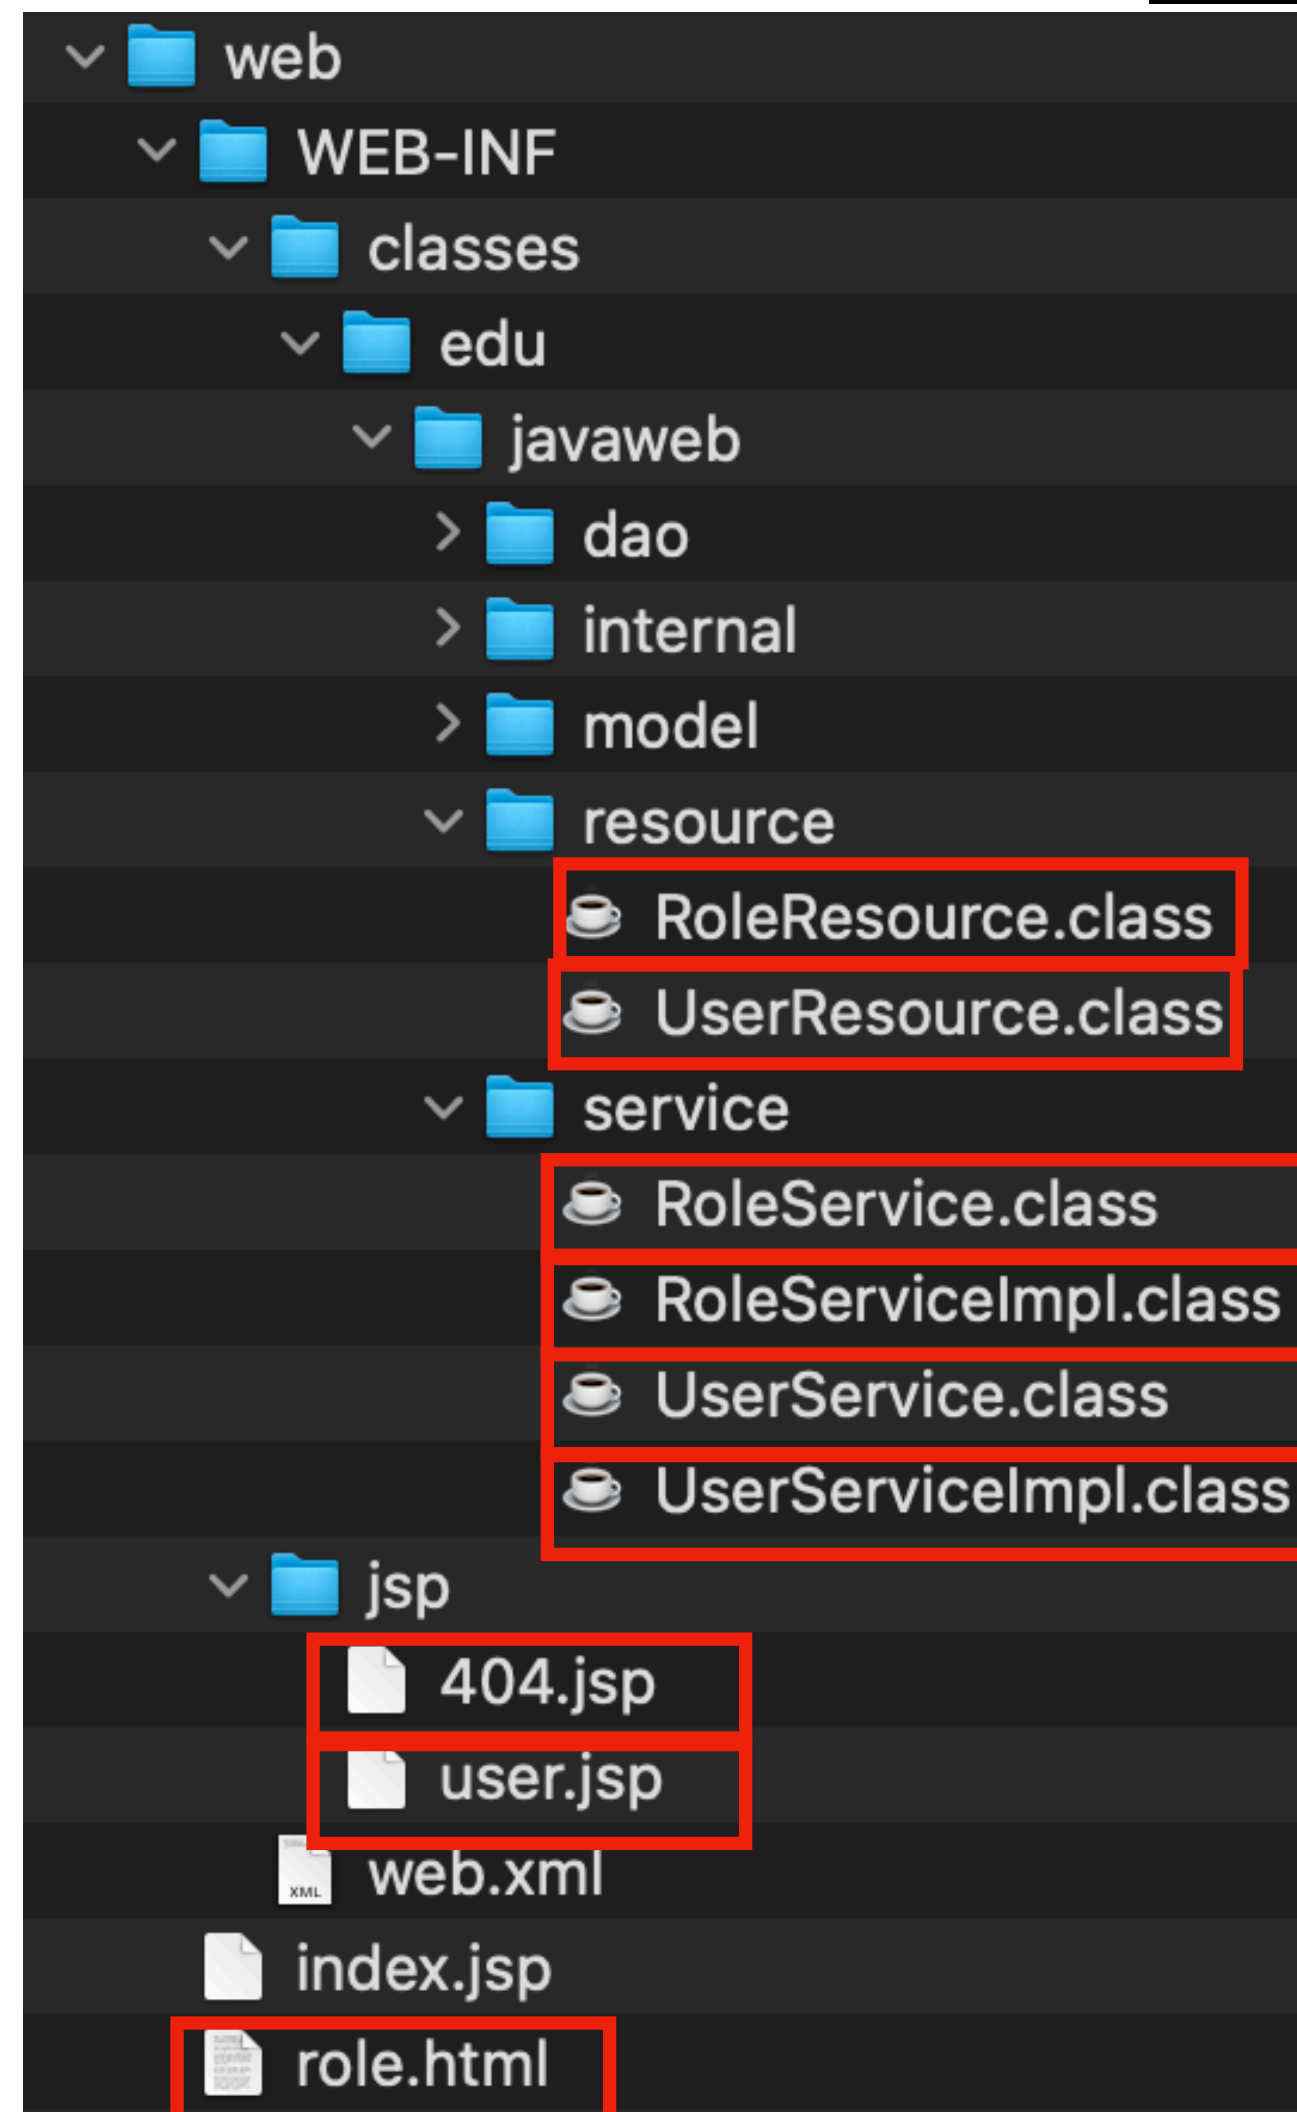 web
WEB-INF
classes
edu
javaweb
dao
internal
model
resource
RoleResource.class
UserResource.class
service
RoleService.class
RoleServiceImpl.class
UserService.class
UserServiceImpl.class
jsp
404.jsp
user.jsp
XML web.xml
index.jsp
role.html